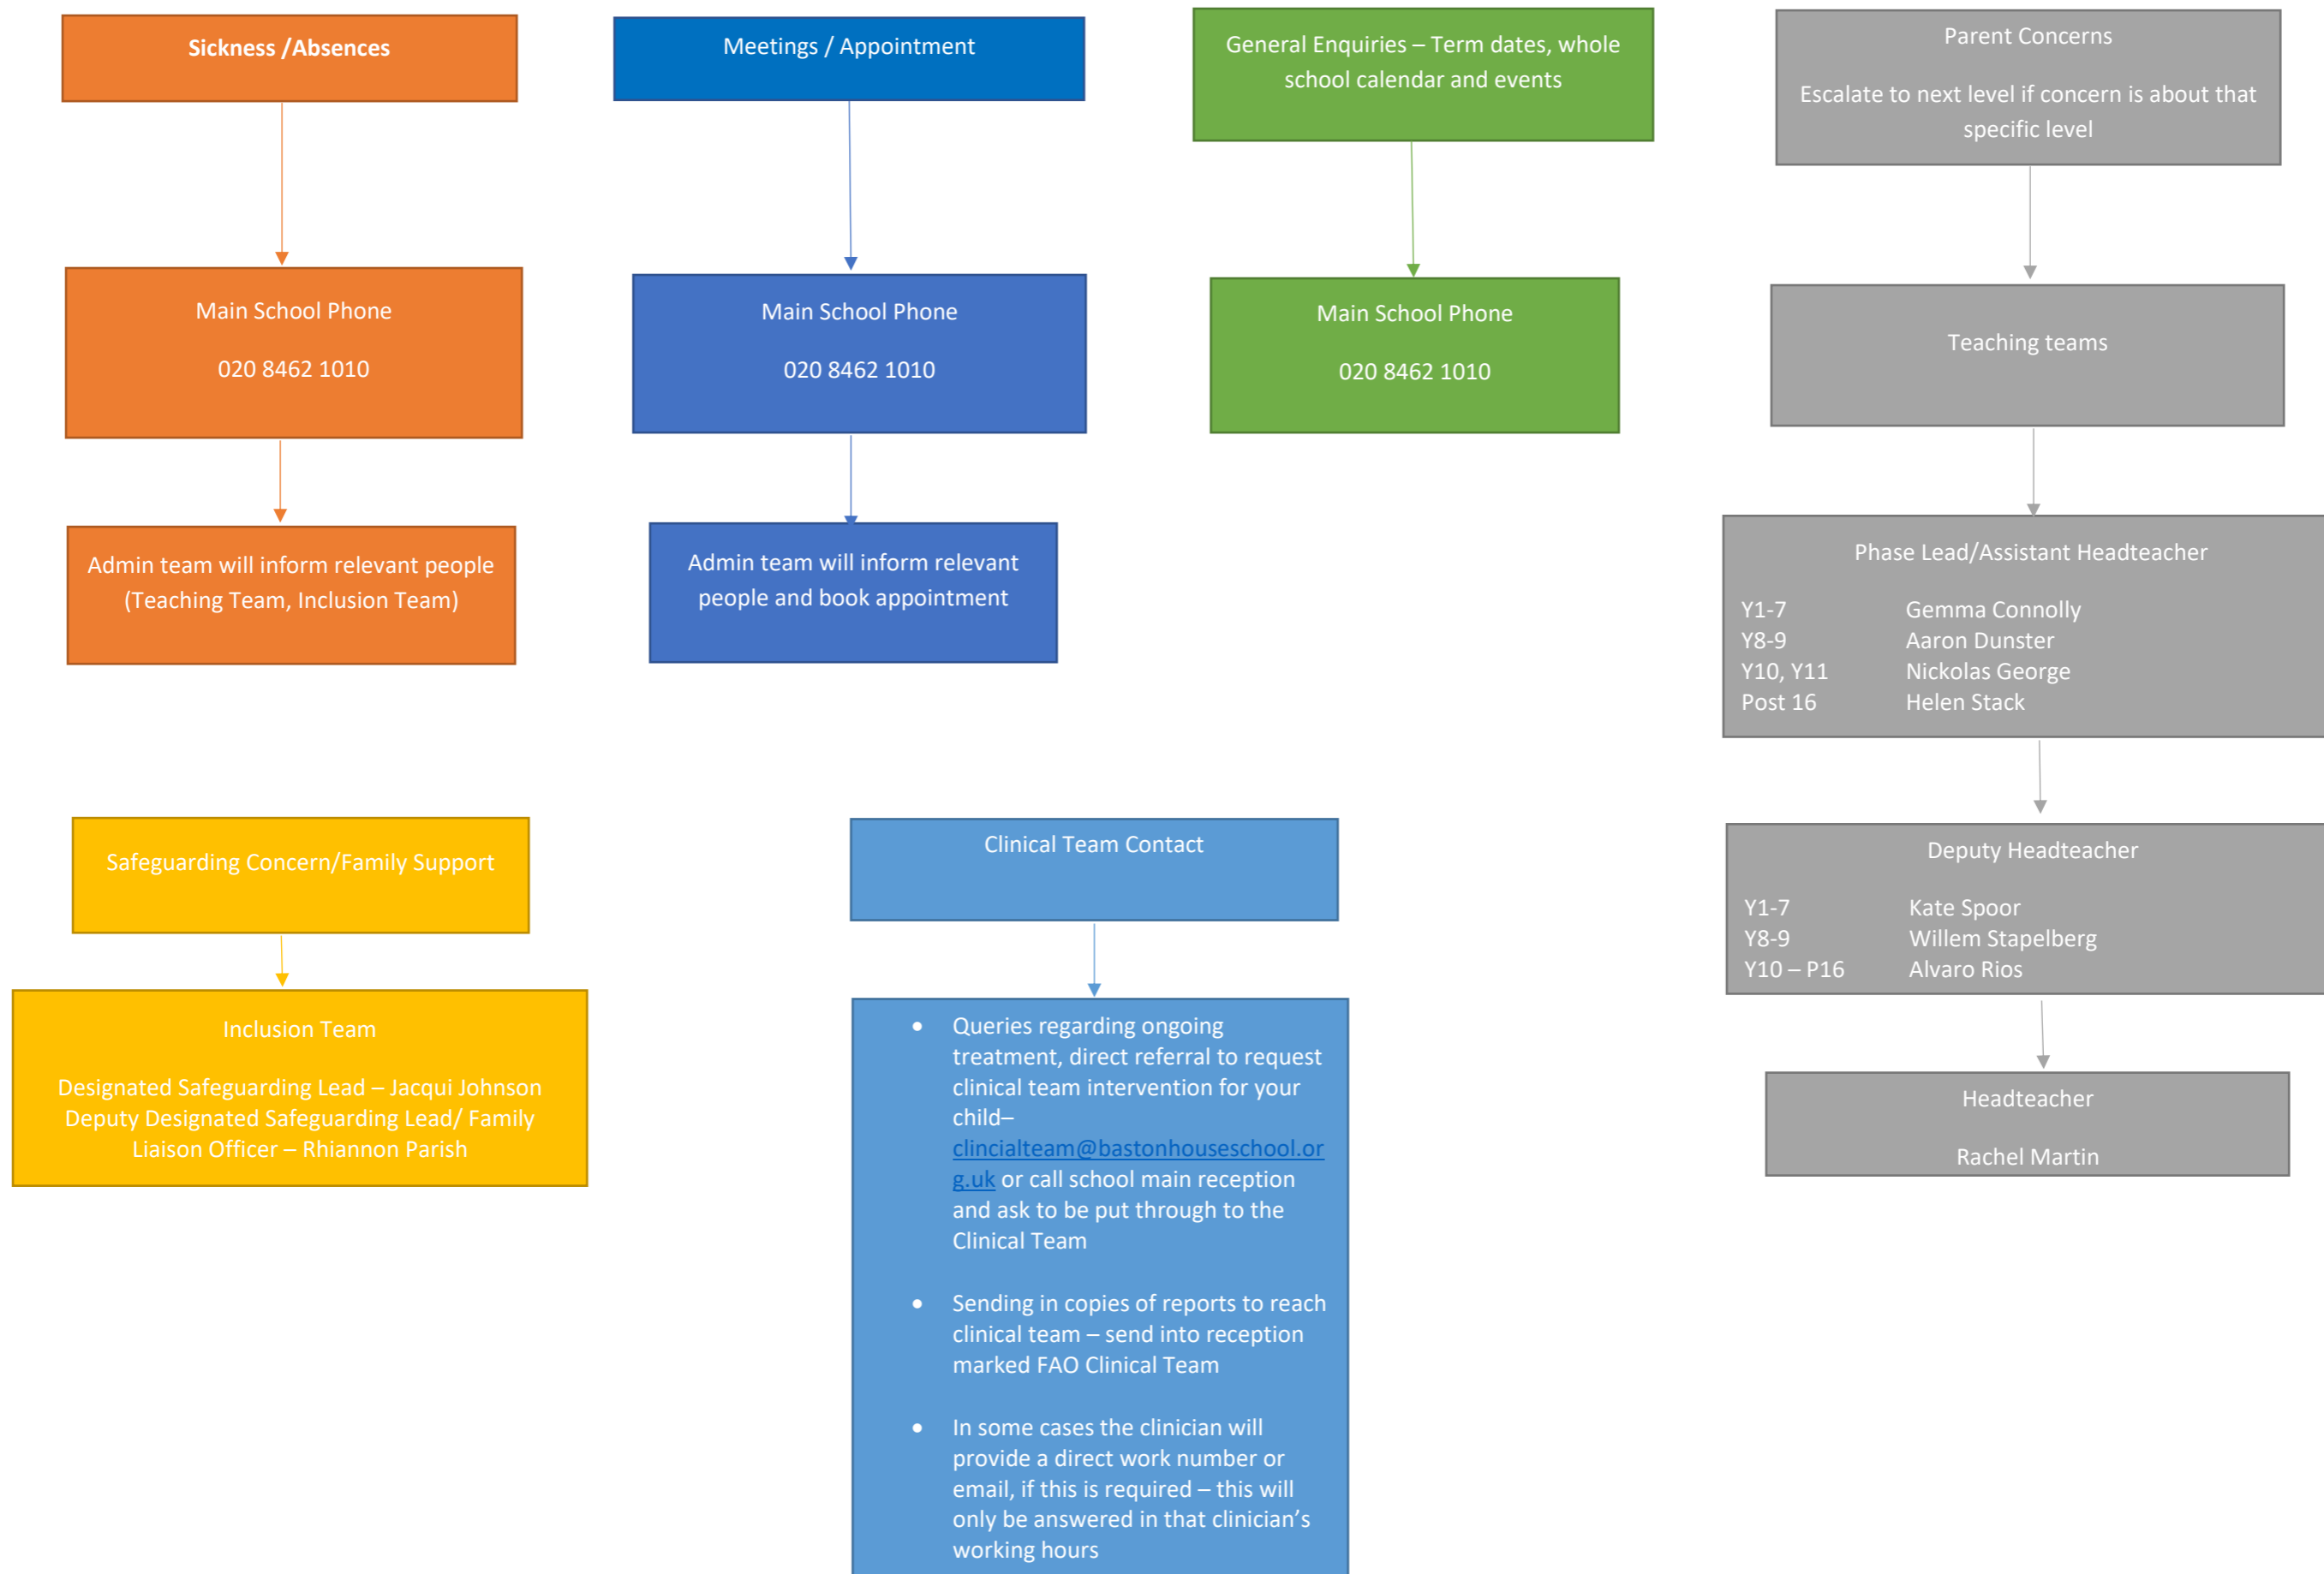 Sickness /Absences
Main School Phone
020 8462 1010
Admin team will inform relevant people
(Teaching Team, Inclusion Team)
Meetings / Appointment
Main School Phone
020 8462 1010
Admin team will inform relevant
people and book appointment
General Enquiries – Term dates, whole
school calendar and events
Main School Phone
020 8462 1010
Parent Concerns
Escalate to next level if concern is about that
specific level
Teaching teams
Phase Lead/Assistant Headteacher
Y1-7 Gemma Connolly
Y8-9 Aaron Dunster
Y10, Y11 Nickolas George
Post 16 Helen Stack
Deputy Headteacher
Y1-7 Kate Spoor
Y8-9 Willem Stapelberg
Y10 – P16 Alvaro Rios
Headteacher
Rachel Martin
Safeguarding Concern/Family Support
Inclusion Team
Designated Safeguarding Lead – Jacqui Johnson
Deputy Designated Safeguarding Lead/ Family
Liaison Officer – Rhiannon Parish
Clinical Team Contact
• Queries regarding ongoing
treatment, direct referral to request
clinical team intervention for your
child–
clincialteam@bastonhouseschool.or
g.uk or call school main reception
and ask to be put through to the
Clinical Team
• Sending in copies of reports to reach
clinical team – send into reception
marked FAO Clinical Team
• In some cases the clinician will
provide a direct work number or
email, if this is required – this will
only be answered in that clinician’s
working hours